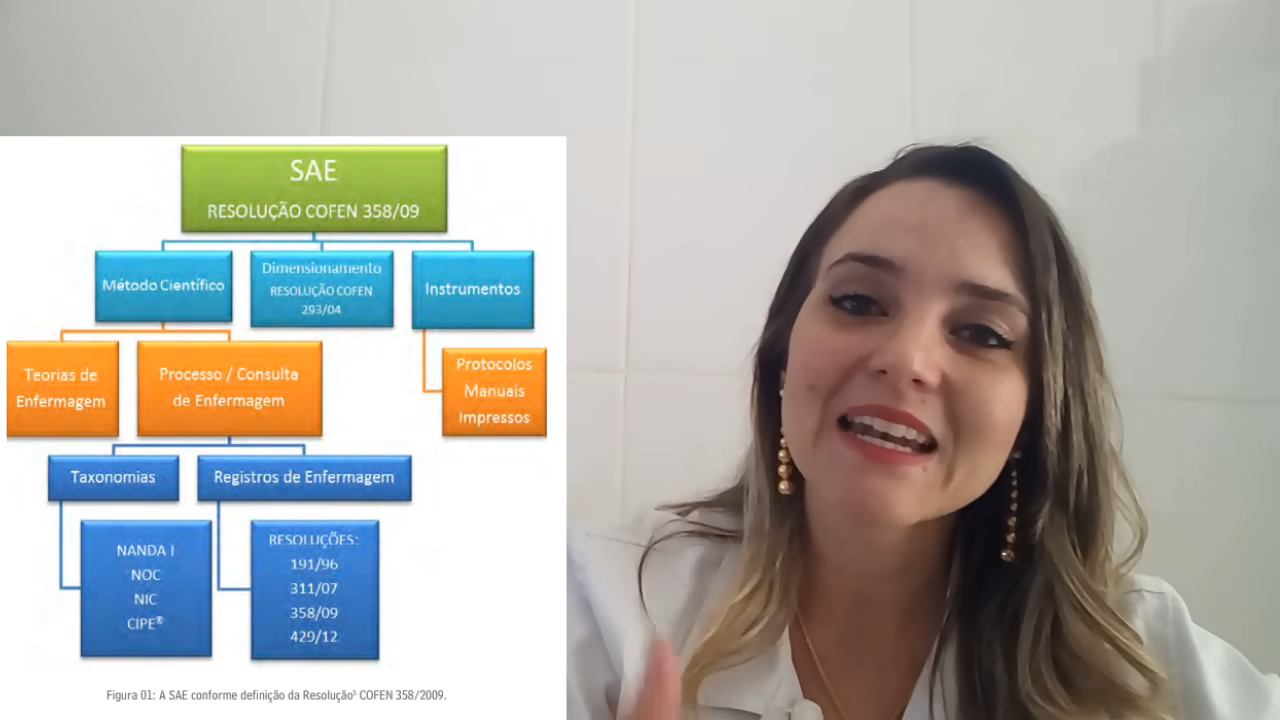 SAE
RESOLUÇÃO COFEN 358/09
Método Científico
Dimensionamento
RESOLUÇÃO COFEN
293/04
Instrumentos
Teorias de
Enfermagem
Processo / Consulta
de Enfermagem
Protocolos
Manuais
Impressos
Taxonomias
Registros de Enfermagem
NANDA I
NOC
NIC
CIPE®
RESOLUÇÕES:
191/96
311/07
358/09
429/12
Figura 01: A SAE conforme definição da Resolução⁵ COFEN 358/2009.